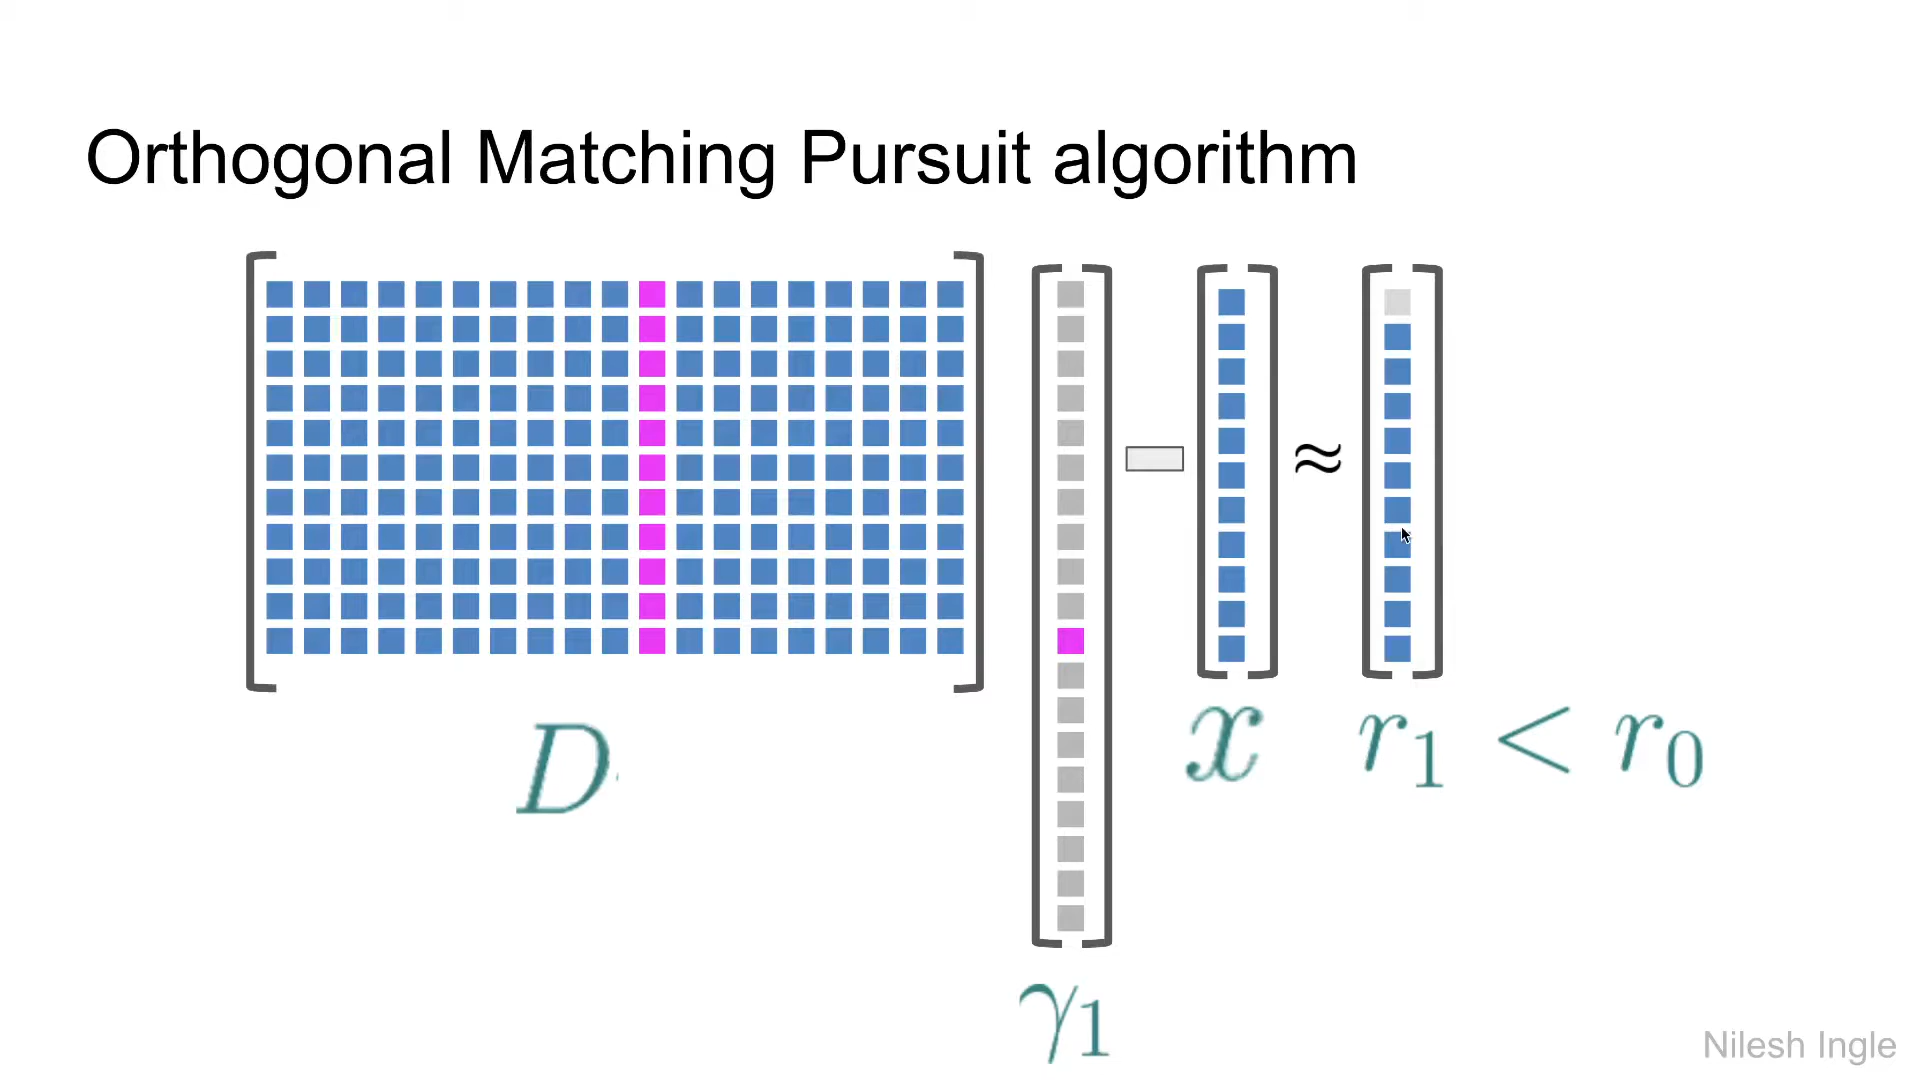 Orthogonal Matching Pursuit algorithm
≈
D
x
r₁ < r₀
γ₁
Nilesh Ingle